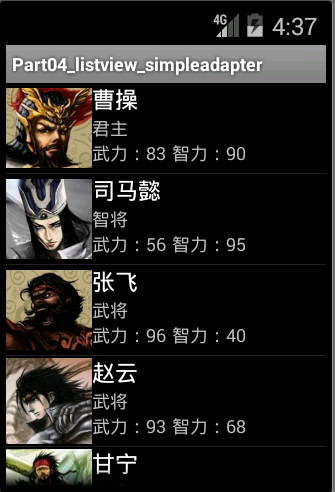 4G 4:37
Part04_listview_simpleadapter
曹操
君主
武力：83 智力：90
司马懿
智将
武力：56 智力：95
张飞
武将
武力：96 智力：40
赵云
武将
武力：93 智力：68
甘宁